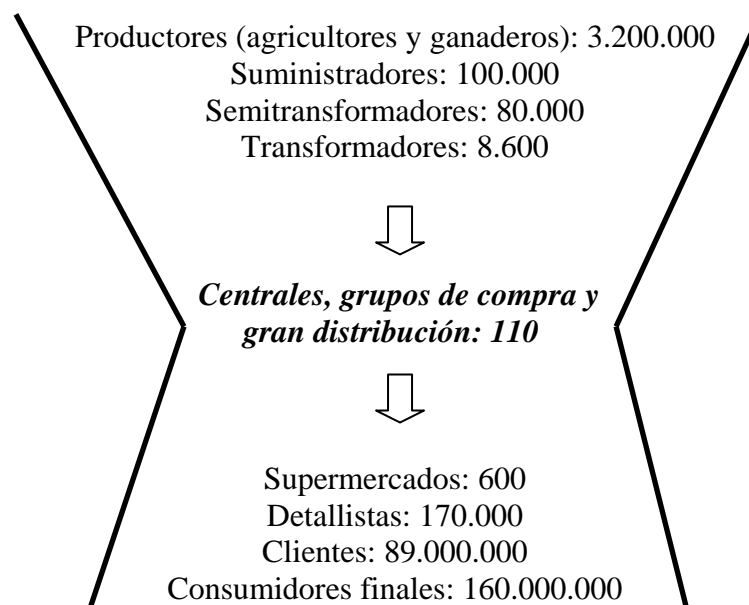 Productores (agricultores y ganaderos): 3.200.000
Suministradores: 100.000
Semitransformadores: 80.000
Transformadores: 8.600
Centrales, grupos de compra y
gran distribución: 110
Supermercados: 600
Detallistas: 170.000
Clientes: 89.000.000
Consumidores finales: 160.000.000